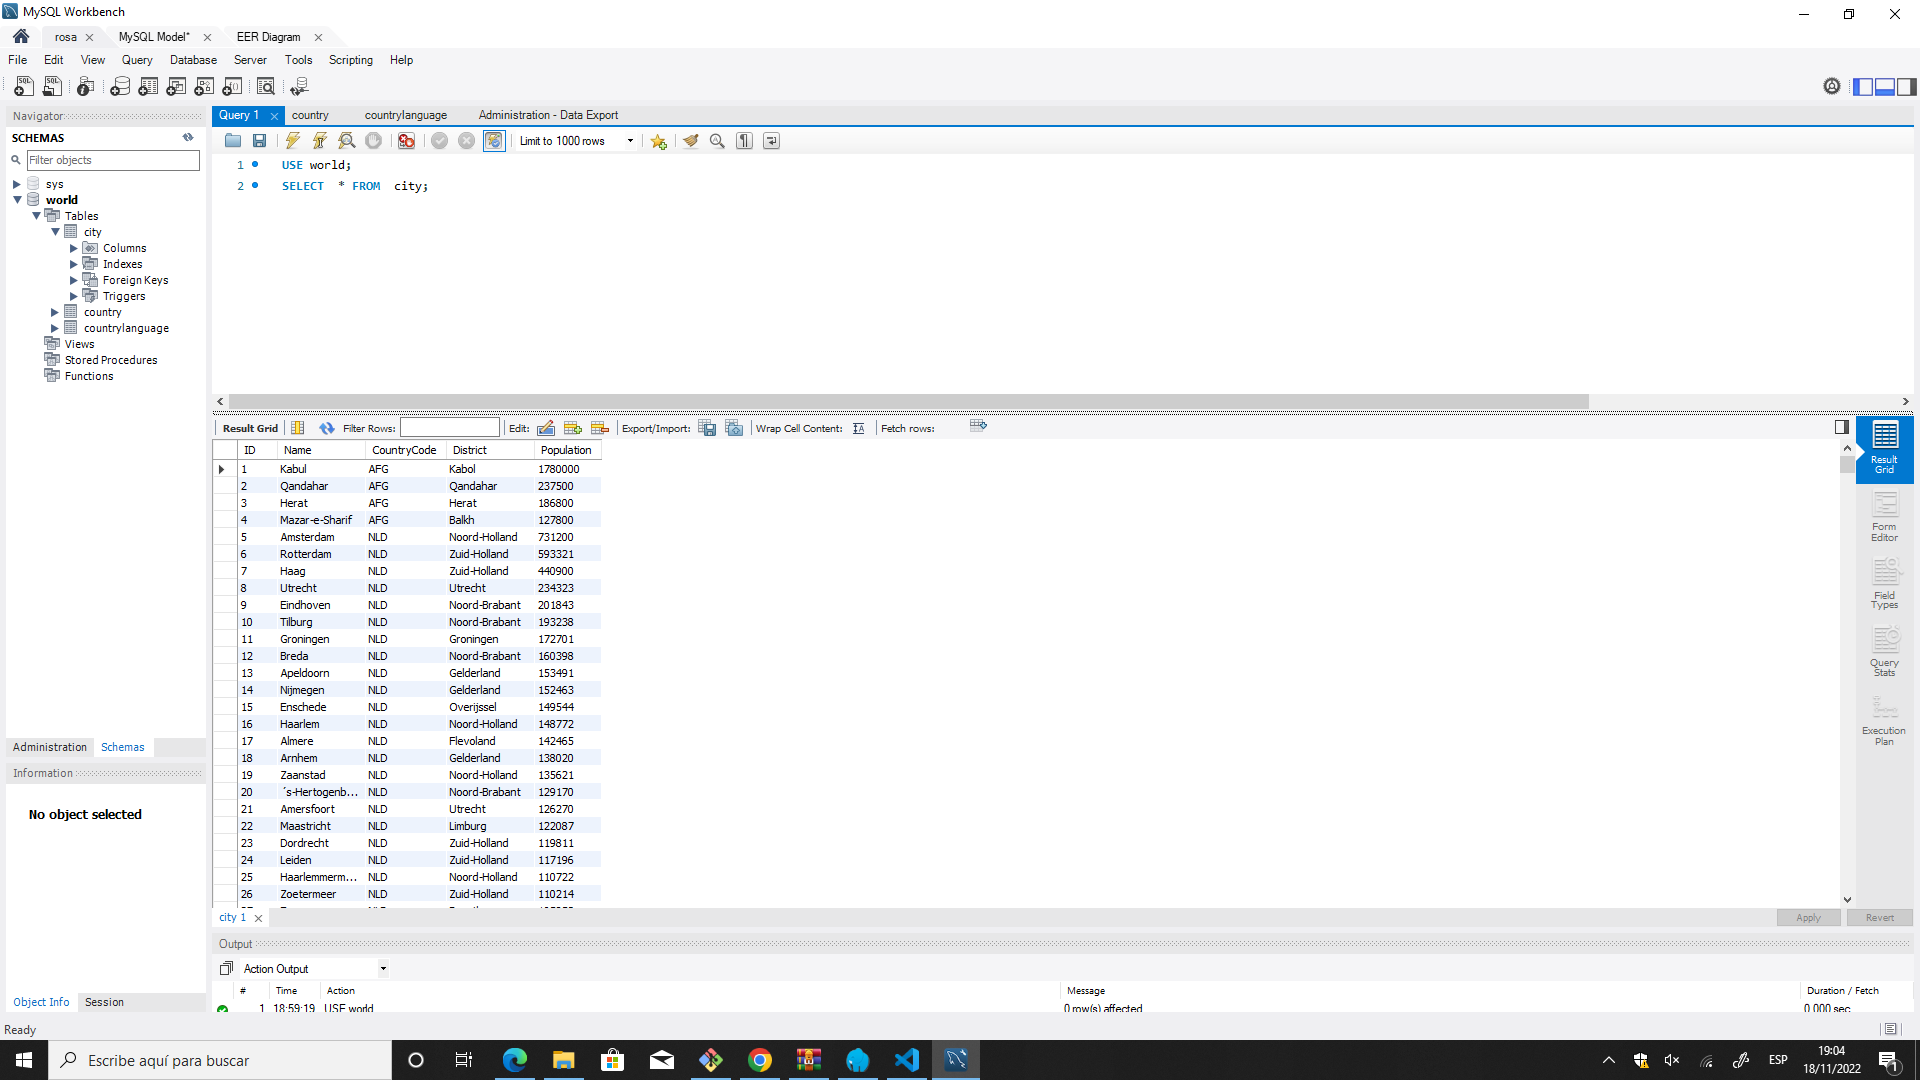 MySQL Workbench
rosa
MySQL Model*
EER Diagram
File Edit View Query Database Server Tools Scripting Help
Navigator
SCHEMAS
Filter objects
sys
world
Tables
city
Columns
Indexes
Foreign Keys
Triggers
country
countrylanguage
Views
Stored Procedures
Functions
Administration Schemas
Information
No object selected
Object Info Session
Query 1 country countrylanguage Administration - Data Export
Limit to 1000 rows
1 USE world;
2 SELECT * FROM city;
Result Grid Filter Rows: Edit: Export/Import: Wrap Cell Content: Fetch rows:
ID Name CountryCode District Population
1 Kabul AFG Kabol 1780000
2 Qandahar AFG Qandahar 237500
3 Herat AFG Herat 186800
4 Mazar-e-Sharif AFG Balkh 127800
5 Amsterdam NLD Noord-Holland 731200
6 Rotterdam NLD Zuid-Holland 593321
7 Haag NLD Zuid-Holland 440900
8 Utrecht NLD Utrecht 234323
9 Eindhoven NLD Noord-Brabant 201843
10 Tilburg NLD Noord-Brabant 193238
11 Groningen NLD Groningen 172701
12 Breda NLD Noord-Brabant 160398
13 Apeldoorn NLD Gelderland 153491
14 Nijmegen NLD Gelderland 152463
15 Enschede NLD Overijssel 149544
16 Haarlem NLD Noord-Holland 148772
17 Almere NLD Flevoland 142465
18 Arnhem NLD Gelderland 138020
19 Zaanstad NLD Noord-Holland 135621
20 ´s-Hertogenb... NLD Noord-Brabant 129170
21 Amersfoort NLD Utrecht 126270
22 Maastricht NLD Limburg 122087
23 Dordrecht NLD Zuid-Holland 119811
24 Leiden NLD Zuid-Holland 117196
25 Haarlemmerm... NLD Noord-Holland 110722
26 Zoetermeer NLD Zuid-Holland 110214
Result Grid
Form Editor
Field Types
Query Stats
Execution Plan
city 1
Apply Revert
Output
Action Output
# Time Action Message Duration / Fetch
1 18:59:19 USE world 0 row(s) affected 0.000 sec
Ready
Escribe aquí para buscar
ESP
19:04
18/11/2022
1